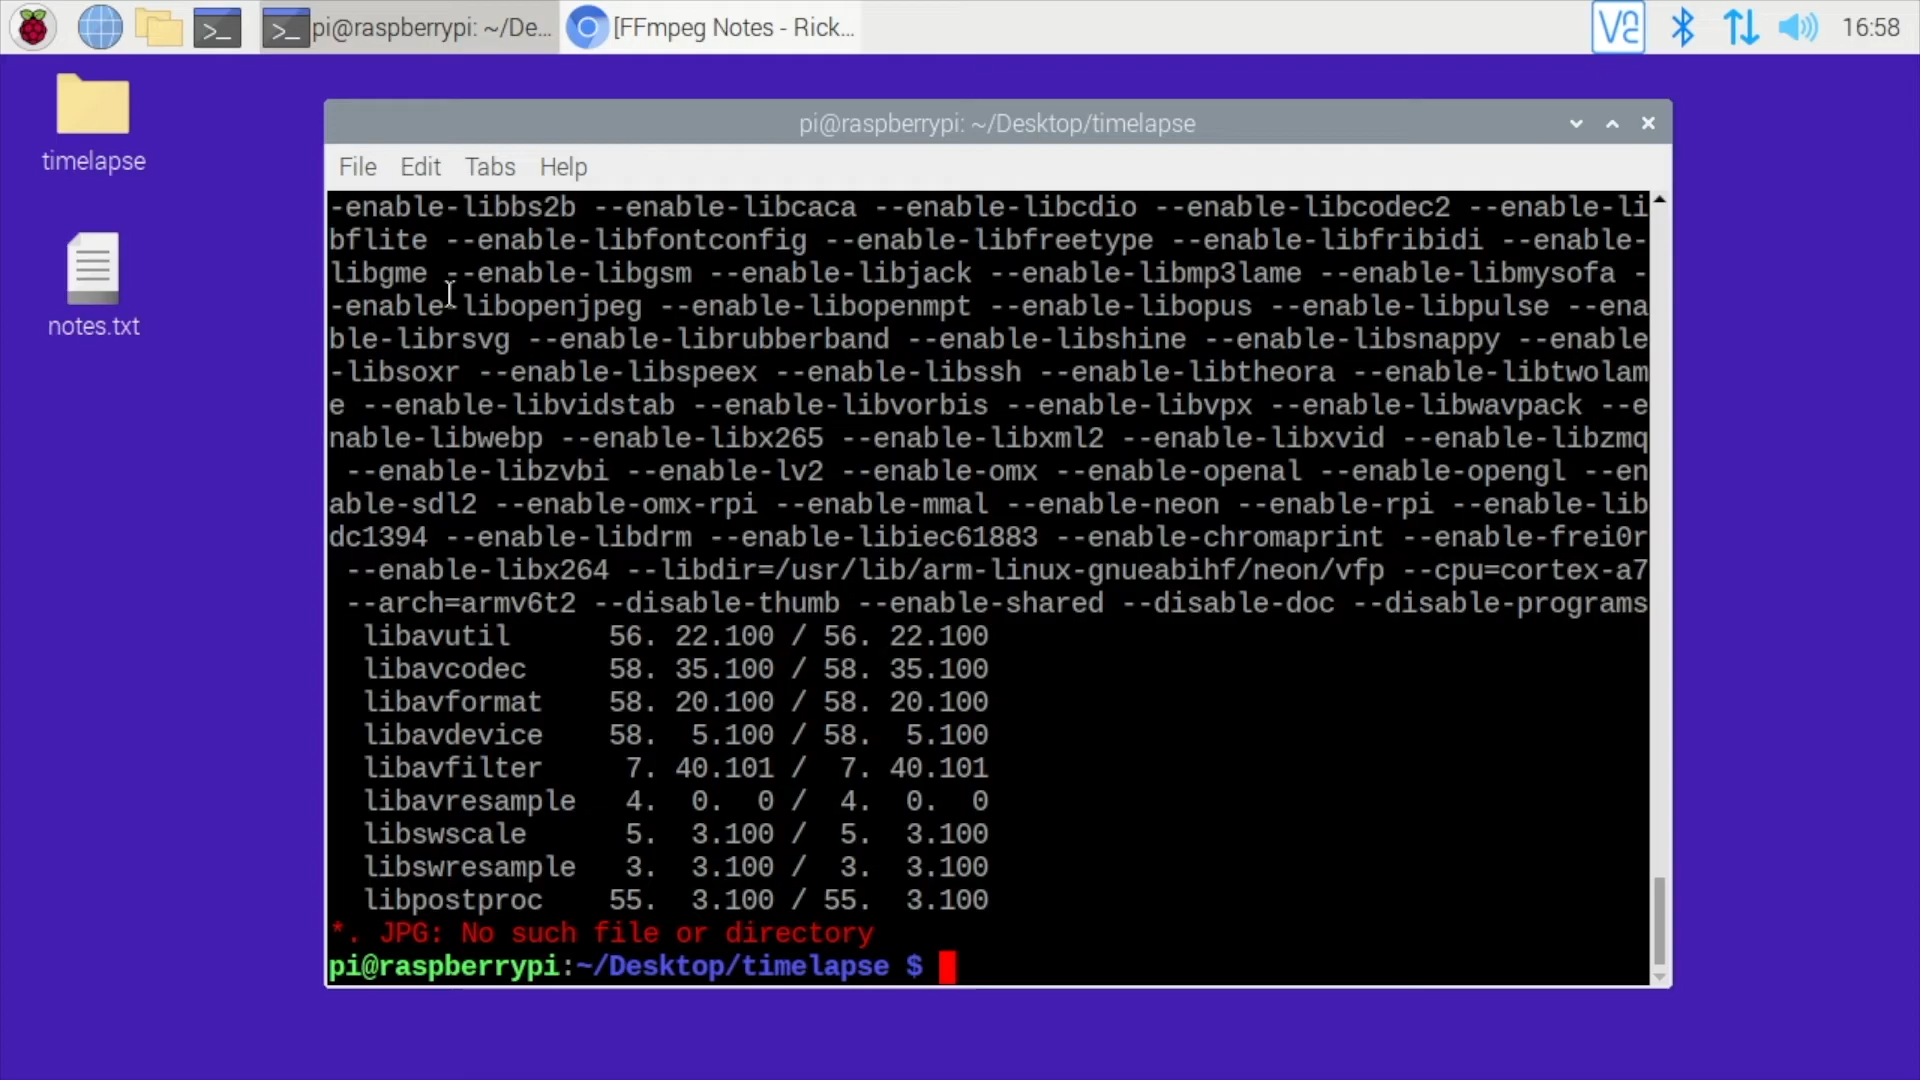 pi@raspberrypi: ~/De...
[FFmpeg Notes - Rick...
16:58
timelapse
notes.txt
pi@raspberrypi: ~/Desktop/timelapse
File Edit Tabs Help
-enable-libbs2b --enable-libcaca --enable-libcdio --enable-libcodec2 --enable-li
bflite --enable-libfontconfig --enable-libfreetype --enable-libfribidi --enable-
libgme --enable-libgsm --enable-libjack --enable-libmp3lame --enable-libmysofa -
-enable-libopenjpeg --enable-libopenmpt --enable-libopus --enable-libpulse --ena
ble-librsvg --enable-librubberband --enable-libshine --enable-libsnappy --enable
-libsoxr --enable-libspeex --enable-libssh --enable-libtheora --enable-libtwolam
e --enable-libvidstab --enable-libvorbis --enable-libvpx --enable-libwavpack --e
nable-libwebp --enable-libx265 --enable-libxml2 --enable-libxvid --enable-libzmq
--enable-libzvbi --enable-lv2 --enable-omx --enable-openal --enable-opengl --en
able-sdl2 --enable-omx-rpi --enable-mmal --enable-neon --enable-rpi --enable-lib
dc1394 --enable-libdrm --enable-libiec61883 --enable-chromaprint --enable-frei0r
--enable-libx264 --libdir=/usr/lib/arm-linux-gnueabihf/neon/vfp --cpu=cortex-a7
--arch=armv6t2 --disable-thumb --enable-shared --disable-doc --disable-programs
libavutil 56. 22.100 / 56. 22.100
libavcodec 58. 35.100 / 58. 35.100
libavformat 58. 20.100 / 58. 20.100
libavdevice 58. 5.100 / 58. 5.100
libavfilter 7. 40.101 / 7. 40.101
libavresample 4. 0. 0 / 4. 0. 0
libswscale 5. 3.100 / 5. 3.100
libswresample 3. 3.100 / 3. 3.100
libpostproc 55. 3.100 / 55. 3.100
*. JPG: No such file or directory
pi@raspberrypi:~/Desktop/timelapse $